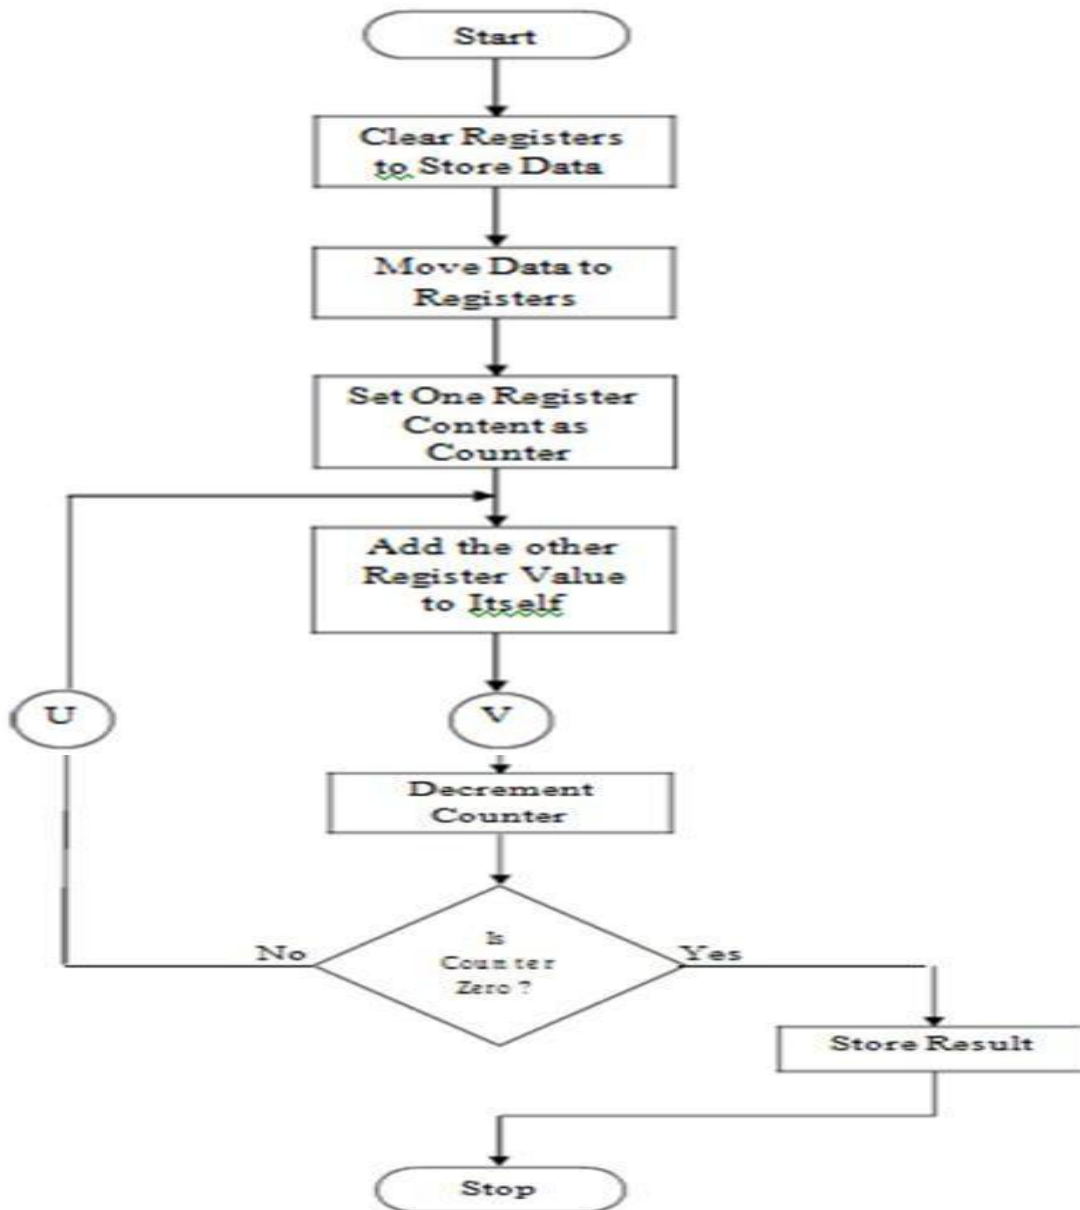 Start
Clear Registers
to Store Data
Move Data to
Registers
Set One Register
Content as
Counter
Add the other
Register Value
to Itself
U
V
Decrement
Counter
Is
Counter
Zero ?
No
Yes
Store Result
Stop